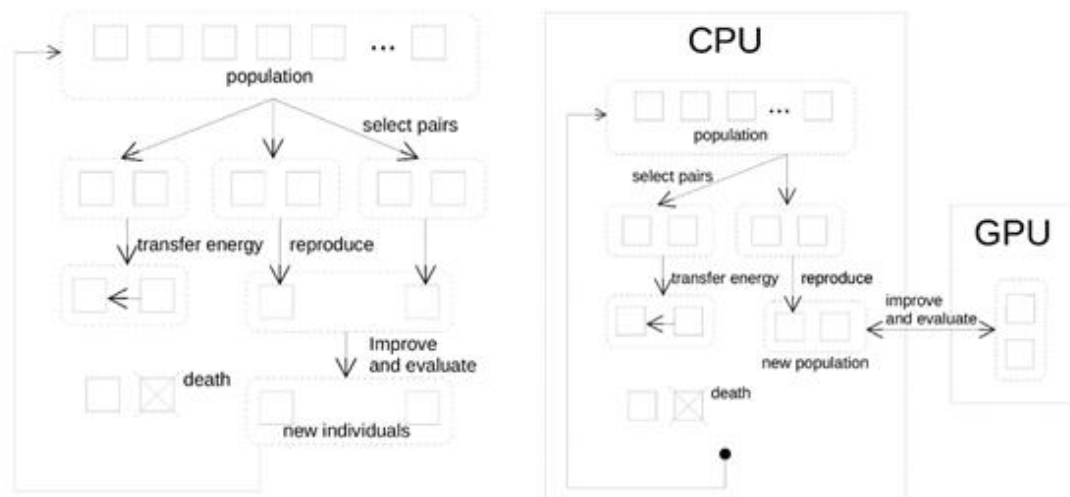 population
select pairs
transfer energy
reproduce
Improve
and evaluate
death
new individuals
CPU
population
select pairs
transfer energy
reproduce
new population
death
GPU
improve
and evaluate